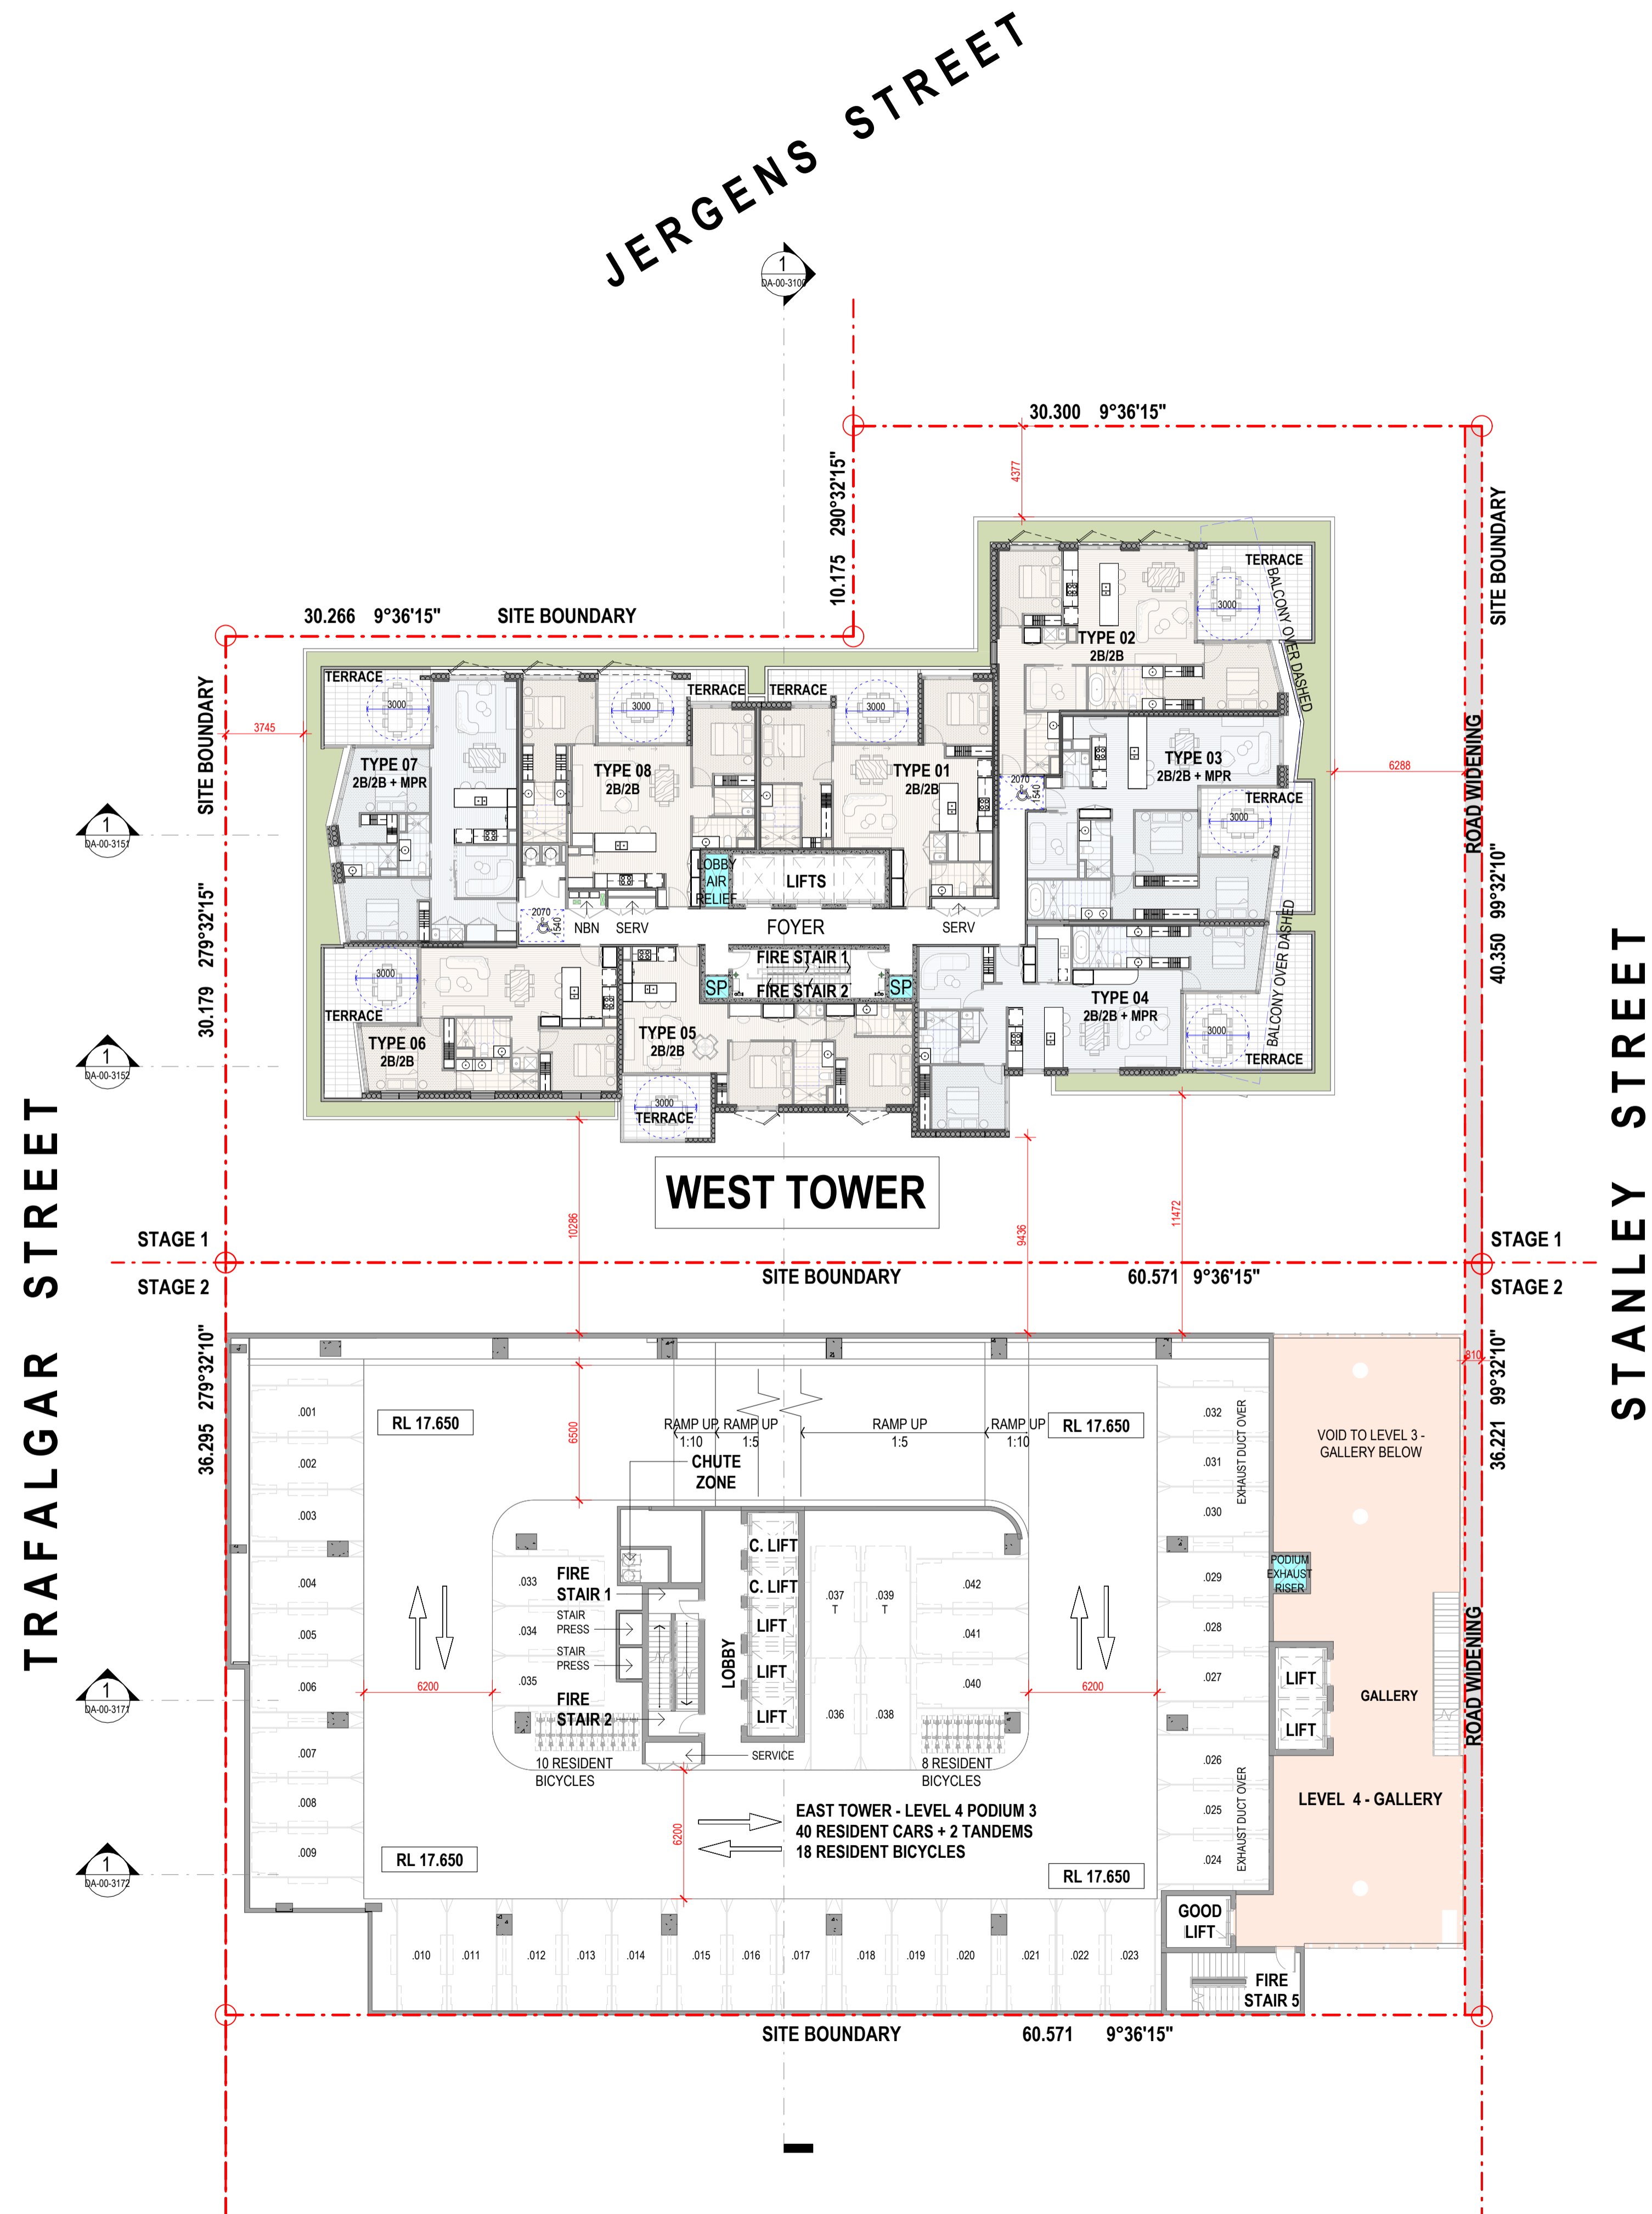 JERGENS STREET
1
DA-00-3100
30.300 9°36'15"
4377
10.175 290°32'15"
SITE BOUNDARY
30.266 9°36'15" SITE BOUNDARY
TERRACE
3000
BALCONY OVER DASHED
TYPE 02
2B/2B
TERRACE
3000
TERRACE
3000
TERRACE
3000
SITE BOUNDARY
3745
TYPE 07
2B/2B + MPR
TYPE 08
2B/2B
TYPE 01
2B/2B
TYPE 03
2B/2B + MPR
2070
1540
TERRACE
3000
6288
ROAD WIDENING
1
DA-00-3151
30.179 279°32'15"
LOBBY
AIR
RELIEF
LIFTS
2070
1540
NBN
SERV
FOYER
SERV
BALCONY OVER DASHED
40.350 99°32'10"
FIRE STAIR 1
FIRE STAIR 2
SP
SP
3000
TERRACE
TYPE 06
2B/2B
TYPE 05
2B/2B
TYPE 04
2B/2B + MPR
3000
TERRACE
1
DA-00-3152
3000
TERRACE
WEST TOWER
10286
9436
11472
TRAFALGAR STREET
STANLEY STREET
STAGE 1
STAGE 1
SITE BOUNDARY 60.571 9°36'15"
STAGE 2
STAGE 2
36.295 279°32'10"
810
36.221 99°32'10"
.001
RL 17.650
6500
RAMP UP
1:10
RAMP UP
1:5
RAMP UP
1:5
RAMP UP
1:10
RL 17.650
.032
EXHAUST DUCT OVER
VOID TO LEVEL 3 -
GALLERY BELOW
.002
CHUTE
ZONE
.031
.003
.030
C. LIFT
PODIUM
EXHAUST
RISER
.004
.033
FIRE
STAIR 1
C. LIFT
.037
T
.039
T
.042
.029
.005
.034
STAIR
PRESS
LIFT
.041
.028
ROAD WIDENING
STAIR
PRESS
LOBBY
.006
6200
.035
LIFT
.040
6200
.027
LIFT
GALLERY
1
DA-00-3171
FIRE
STAIR 2
LIFT
.036
.038
LIFT
.007
10 RESIDENT
BICYCLES
SERVICE
8 RESIDENT
BICYCLES
.026
.008
6200
EAST TOWER - LEVEL 4 PODIUM 3
40 RESIDENT CARS + 2 TANDEMS
18 RESIDENT BICYCLES
.025
EXHAUST DUCT OVER
LEVEL 4 - GALLERY
.009
RL 17.650
RL 17.650
.024
1
DA-00-3172
GOOD
LIFT
.010
.011
.012
.013
.014
.015
.016
.017
.018
.019
.020
.021
.022
.023
FIRE
STAIR 5
SITE BOUNDARY 60.571 9°36'15"